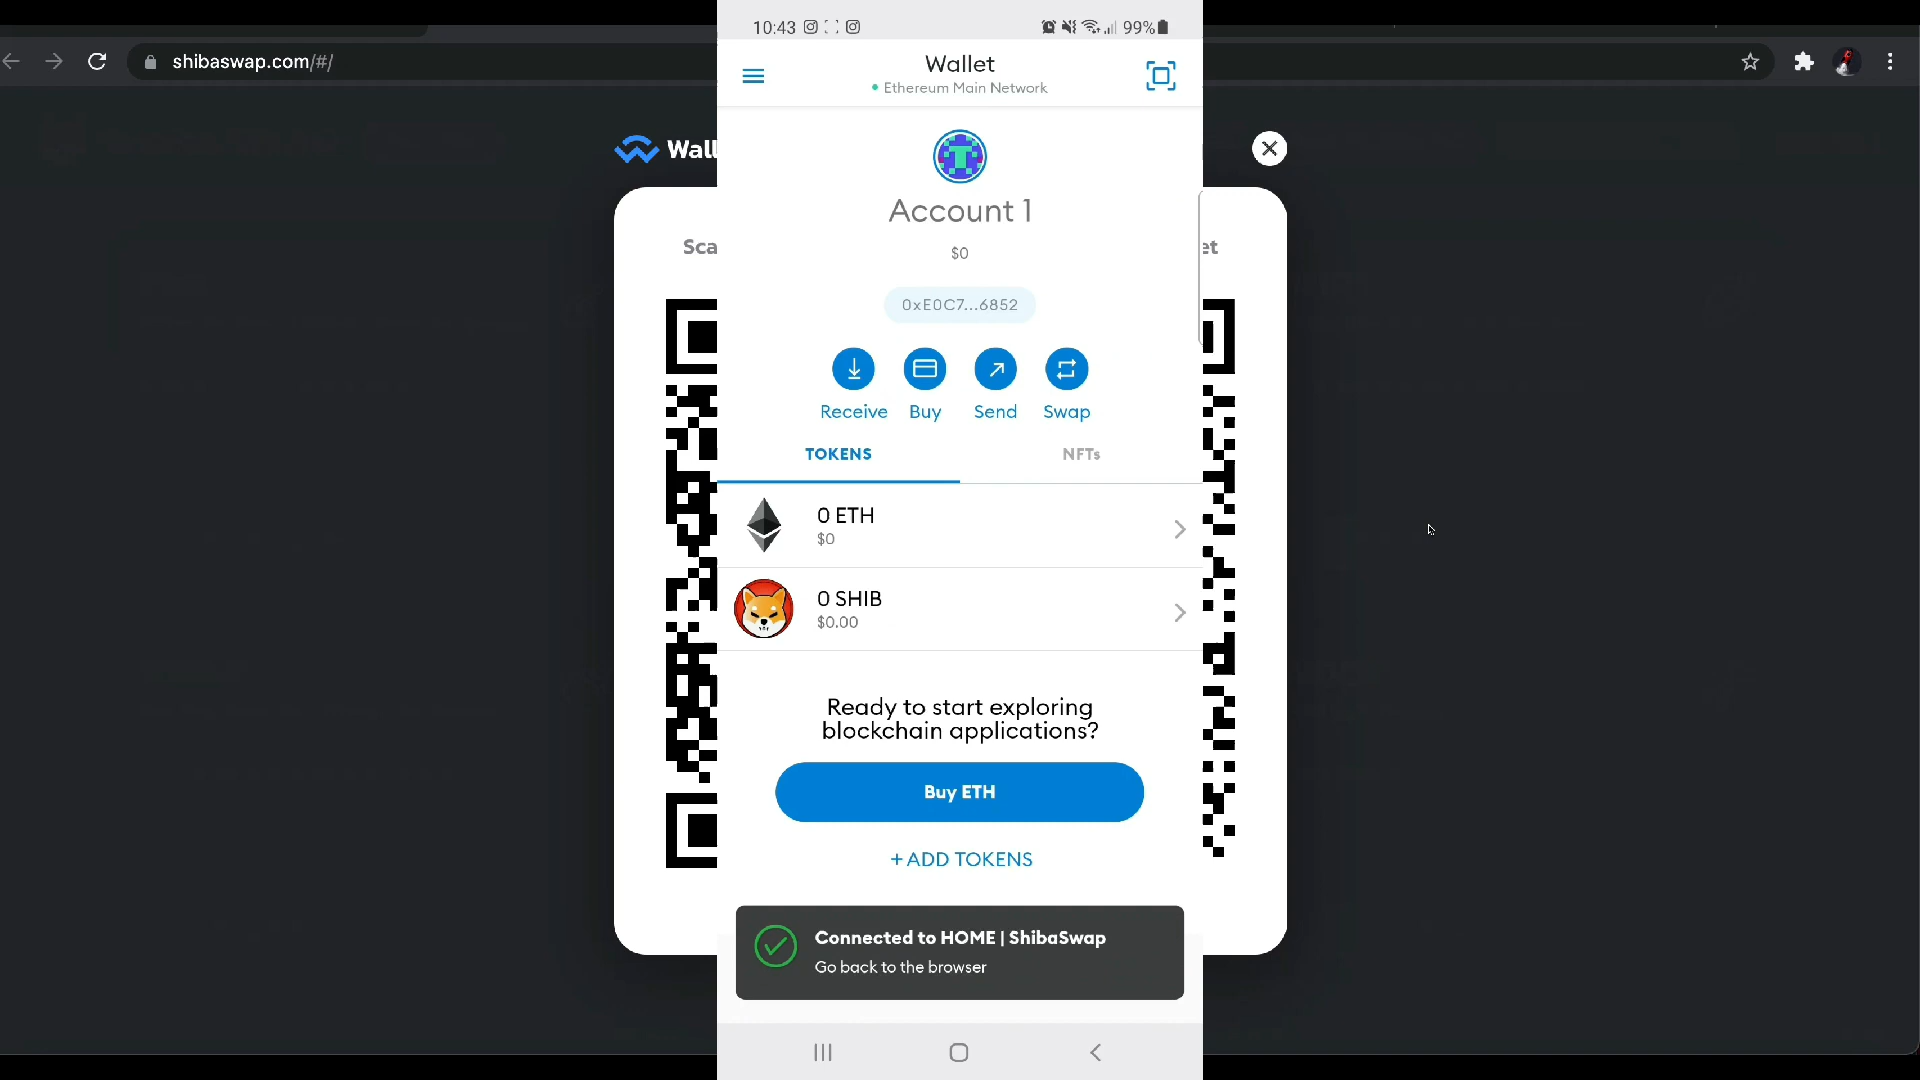 10:43
99%
shibaswap.com/#/
Wallet
Ethereum Main Network
Wall
Account 1
Sca
et
$0
0xE0C7...6852
Receive Buy Send Swap
TOKENS NFTs
0 ETH
$0
0 SHIB
$0.00
Ready to start exploring
blockchain applications?
Buy ETH
+ ADD TOKENS
Connected to HOME | ShibaSwap
Go back to the browser